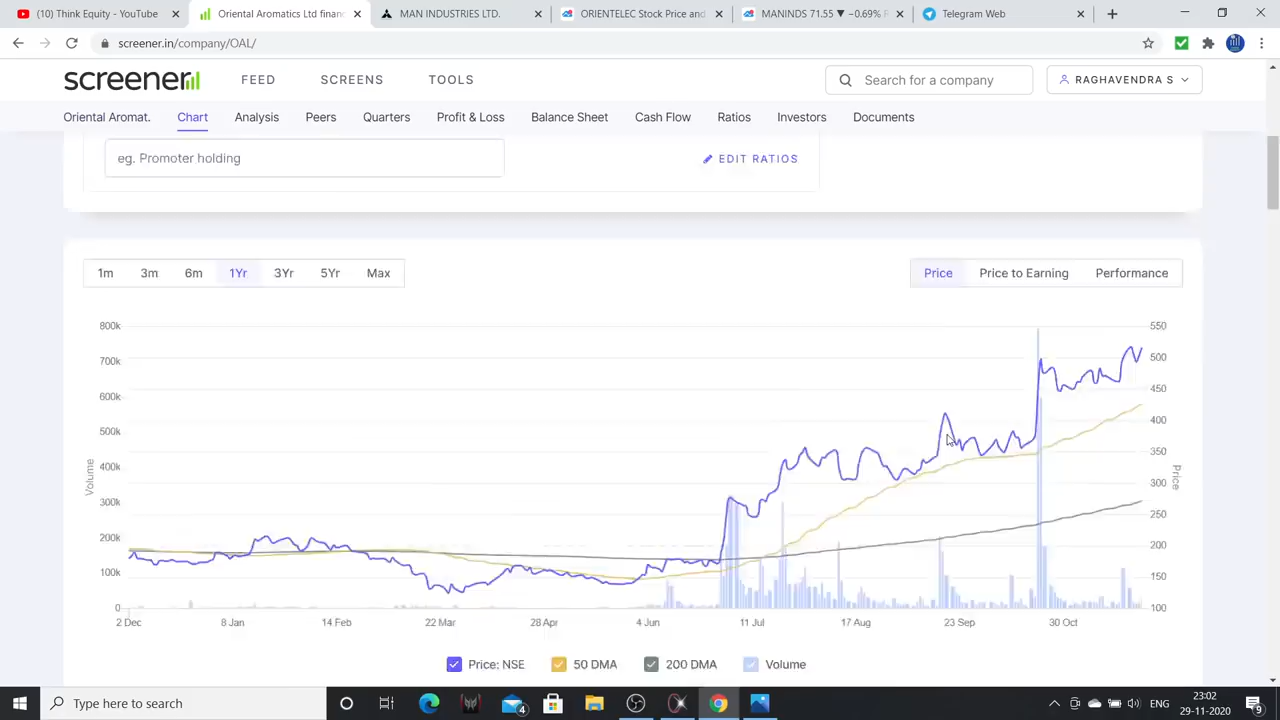 Think Equity - YouTube
Oriental Aromatics Ltd finan
MAN INDUSTRIES LTD.
ORIENTELEC Stock Price and
MANINDS 71.55 ▼ −0.69%
Telegram Web
screener.in/company/OAL/
screener
FEED
SCREENS
TOOLS
Search for a company
RAGHAVENDRA S
Oriental Aromat.
Chart
Analysis
Peers
Quarters
Profit & Loss
Balance Sheet
Cash Flow
Ratios
Investors
Documents
eg. Promoter holding
EDIT RATIOS
1m
3m
6m
1Yr
3Yr
5Yr
Max
Price
Price to Earning
Performance
800k
700k
600k
500k
400k
300k
200k
100k
0
Volume
550
500
450
400
350
300
250
200
150
100
Price
2 Dec
8 Jan
14 Feb
22 Mar
28 Apr
4 Jun
11 Jul
17 Aug
23 Sep
30 Oct
Price: NSE
50 DMA
200 DMA
Volume
Type here to search
4
ENG
23:02
29-11-2020
9